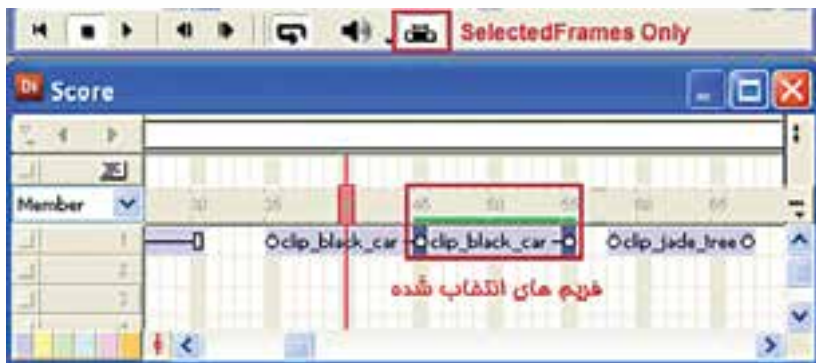 SelectedFrames Only
Score
Member
30 35 45 50 55 60 65
1 clip_black_car clip_black_car clip_jade_tree
2
3
فریم های انتخاب شده